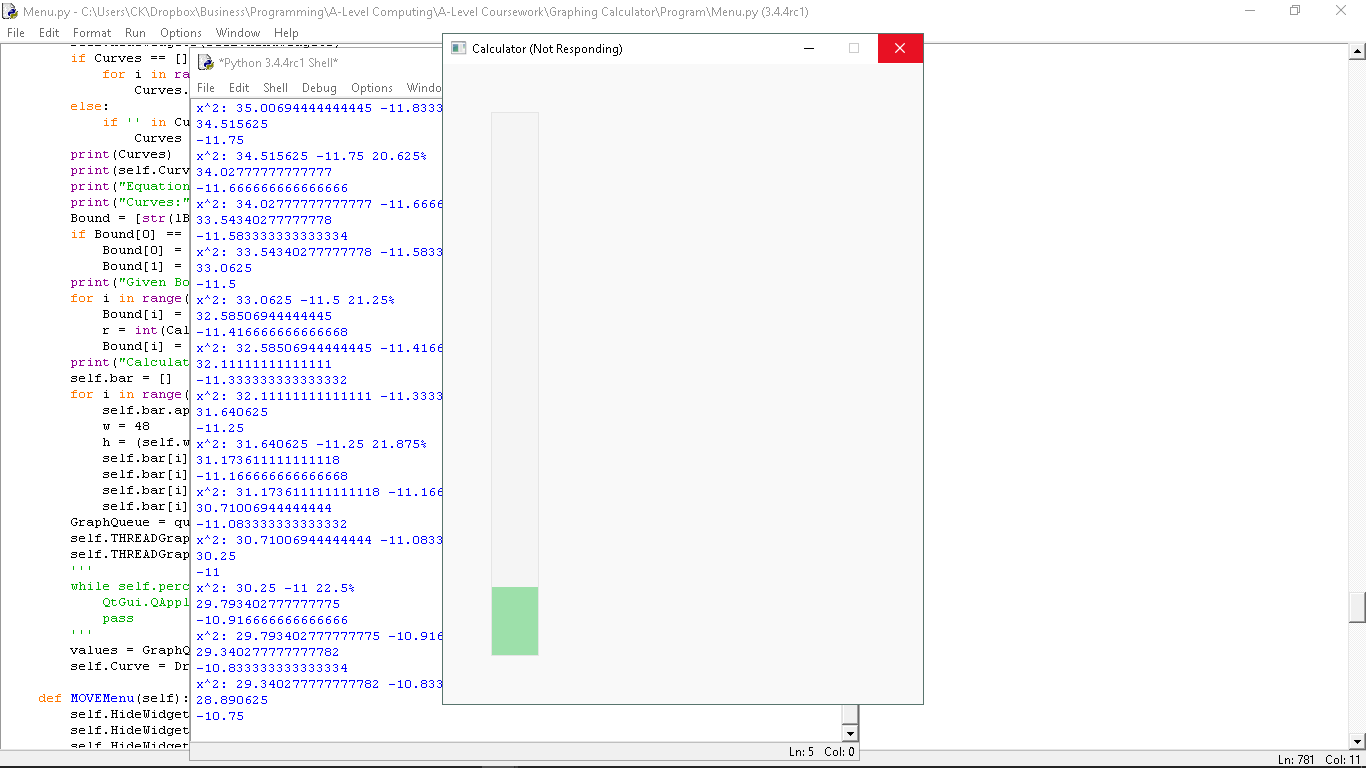 Menu.py - C:\Users\CK\Dropbox\Business\Programming\A-Level Computing\A-Level Coursework\Graphing Calculator\Program\Menu.py (3.4.4rc1)
File Edit Format Run Options Window Help
if Curves == []
for i in ra
Curves.
else:
if '' in Cu
Curves
print(Curves)
print(self.Curv
print("Equation
print("Curves:"
Bound = [str(lB
if Bound[0] ==
Bound[0] =
Bound[1] =
print("Given Bo
for i in range(
Bound[i] =
r = int(Cal
Bound[i] =
print("Calculat
self.bar = []
for i in range(
self.bar.ap
w = 48
h = (self.w
self.bar[i]
self.bar[i]
self.bar[i]
self.bar[i]
GraphQueue = qu
self.THREADGrap
self.THREADGrap
'''
while self.perc
QtGui.QAppl
pass
'''
values = GraphQ
self.Curve = Dr
def MOVEMenu(self):
self.HideWidget
self.HideWidget
self.HideWidget
*Python 3.4.4rc1 Shell*
File Edit Shell Debug Options Windo
x^2: 35.00694444444445 -11.8333
34.515625
-11.75
x^2: 34.515625 -11.75 20.625%
34.02777777777777
-11.666666666666666
x^2: 34.02777777777777 -11.6666
33.54340277777778
-11.583333333333334
x^2: 33.54340277777778 -11.5833
33.0625
-11.5
x^2: 33.0625 -11.5 21.25%
32.58506944444445
-11.416666666666668
x^2: 32.58506944444445 -11.4166
32.11111111111111
-11.333333333333332
x^2: 32.11111111111111 -11.3333
31.640625
-11.25
x^2: 31.640625 -11.25 21.875%
31.173611111111118
-11.166666666666668
x^2: 31.173611111111118 -11.166
30.71006944444444
-11.083333333333332
x^2: 30.71006944444444 -11.0833
30.25
-11
x^2: 30.25 -11 22.5%
29.793402777777775
-10.916666666666666
x^2: 29.793402777777775 -10.916
29.340277777777782
-10.833333333333334
x^2: 29.340277777777782 -10.833
28.890625
-10.75
Ln: 5 Col: 0
Calculator (Not Responding)
Ln: 781 Col: 11